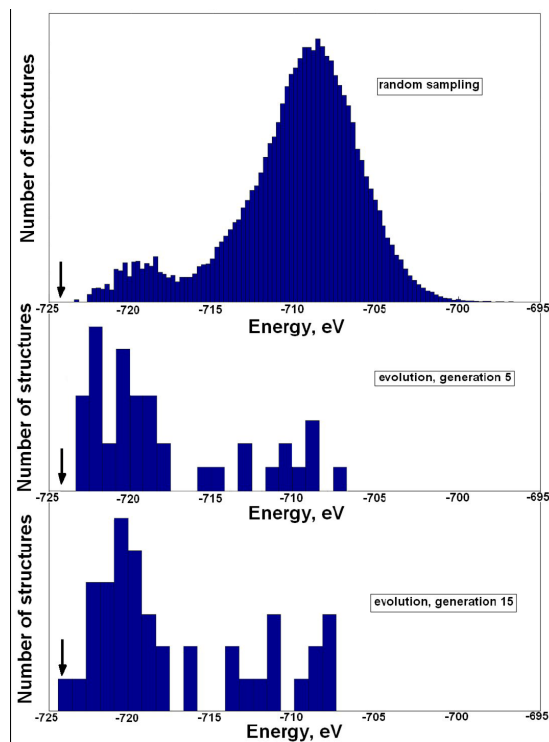 Number of structures
random sampling
-725 -720 -715 -710 -705 -700 -695
Energy, eV
Number of structures
evolution, generation 5
-725 -720 -715 -710 -705 -700 -695
Energy, eV
Number of structures
evolution, generation 15
-725 -720 -715 -710 -705 -700 -695
Energy, eV